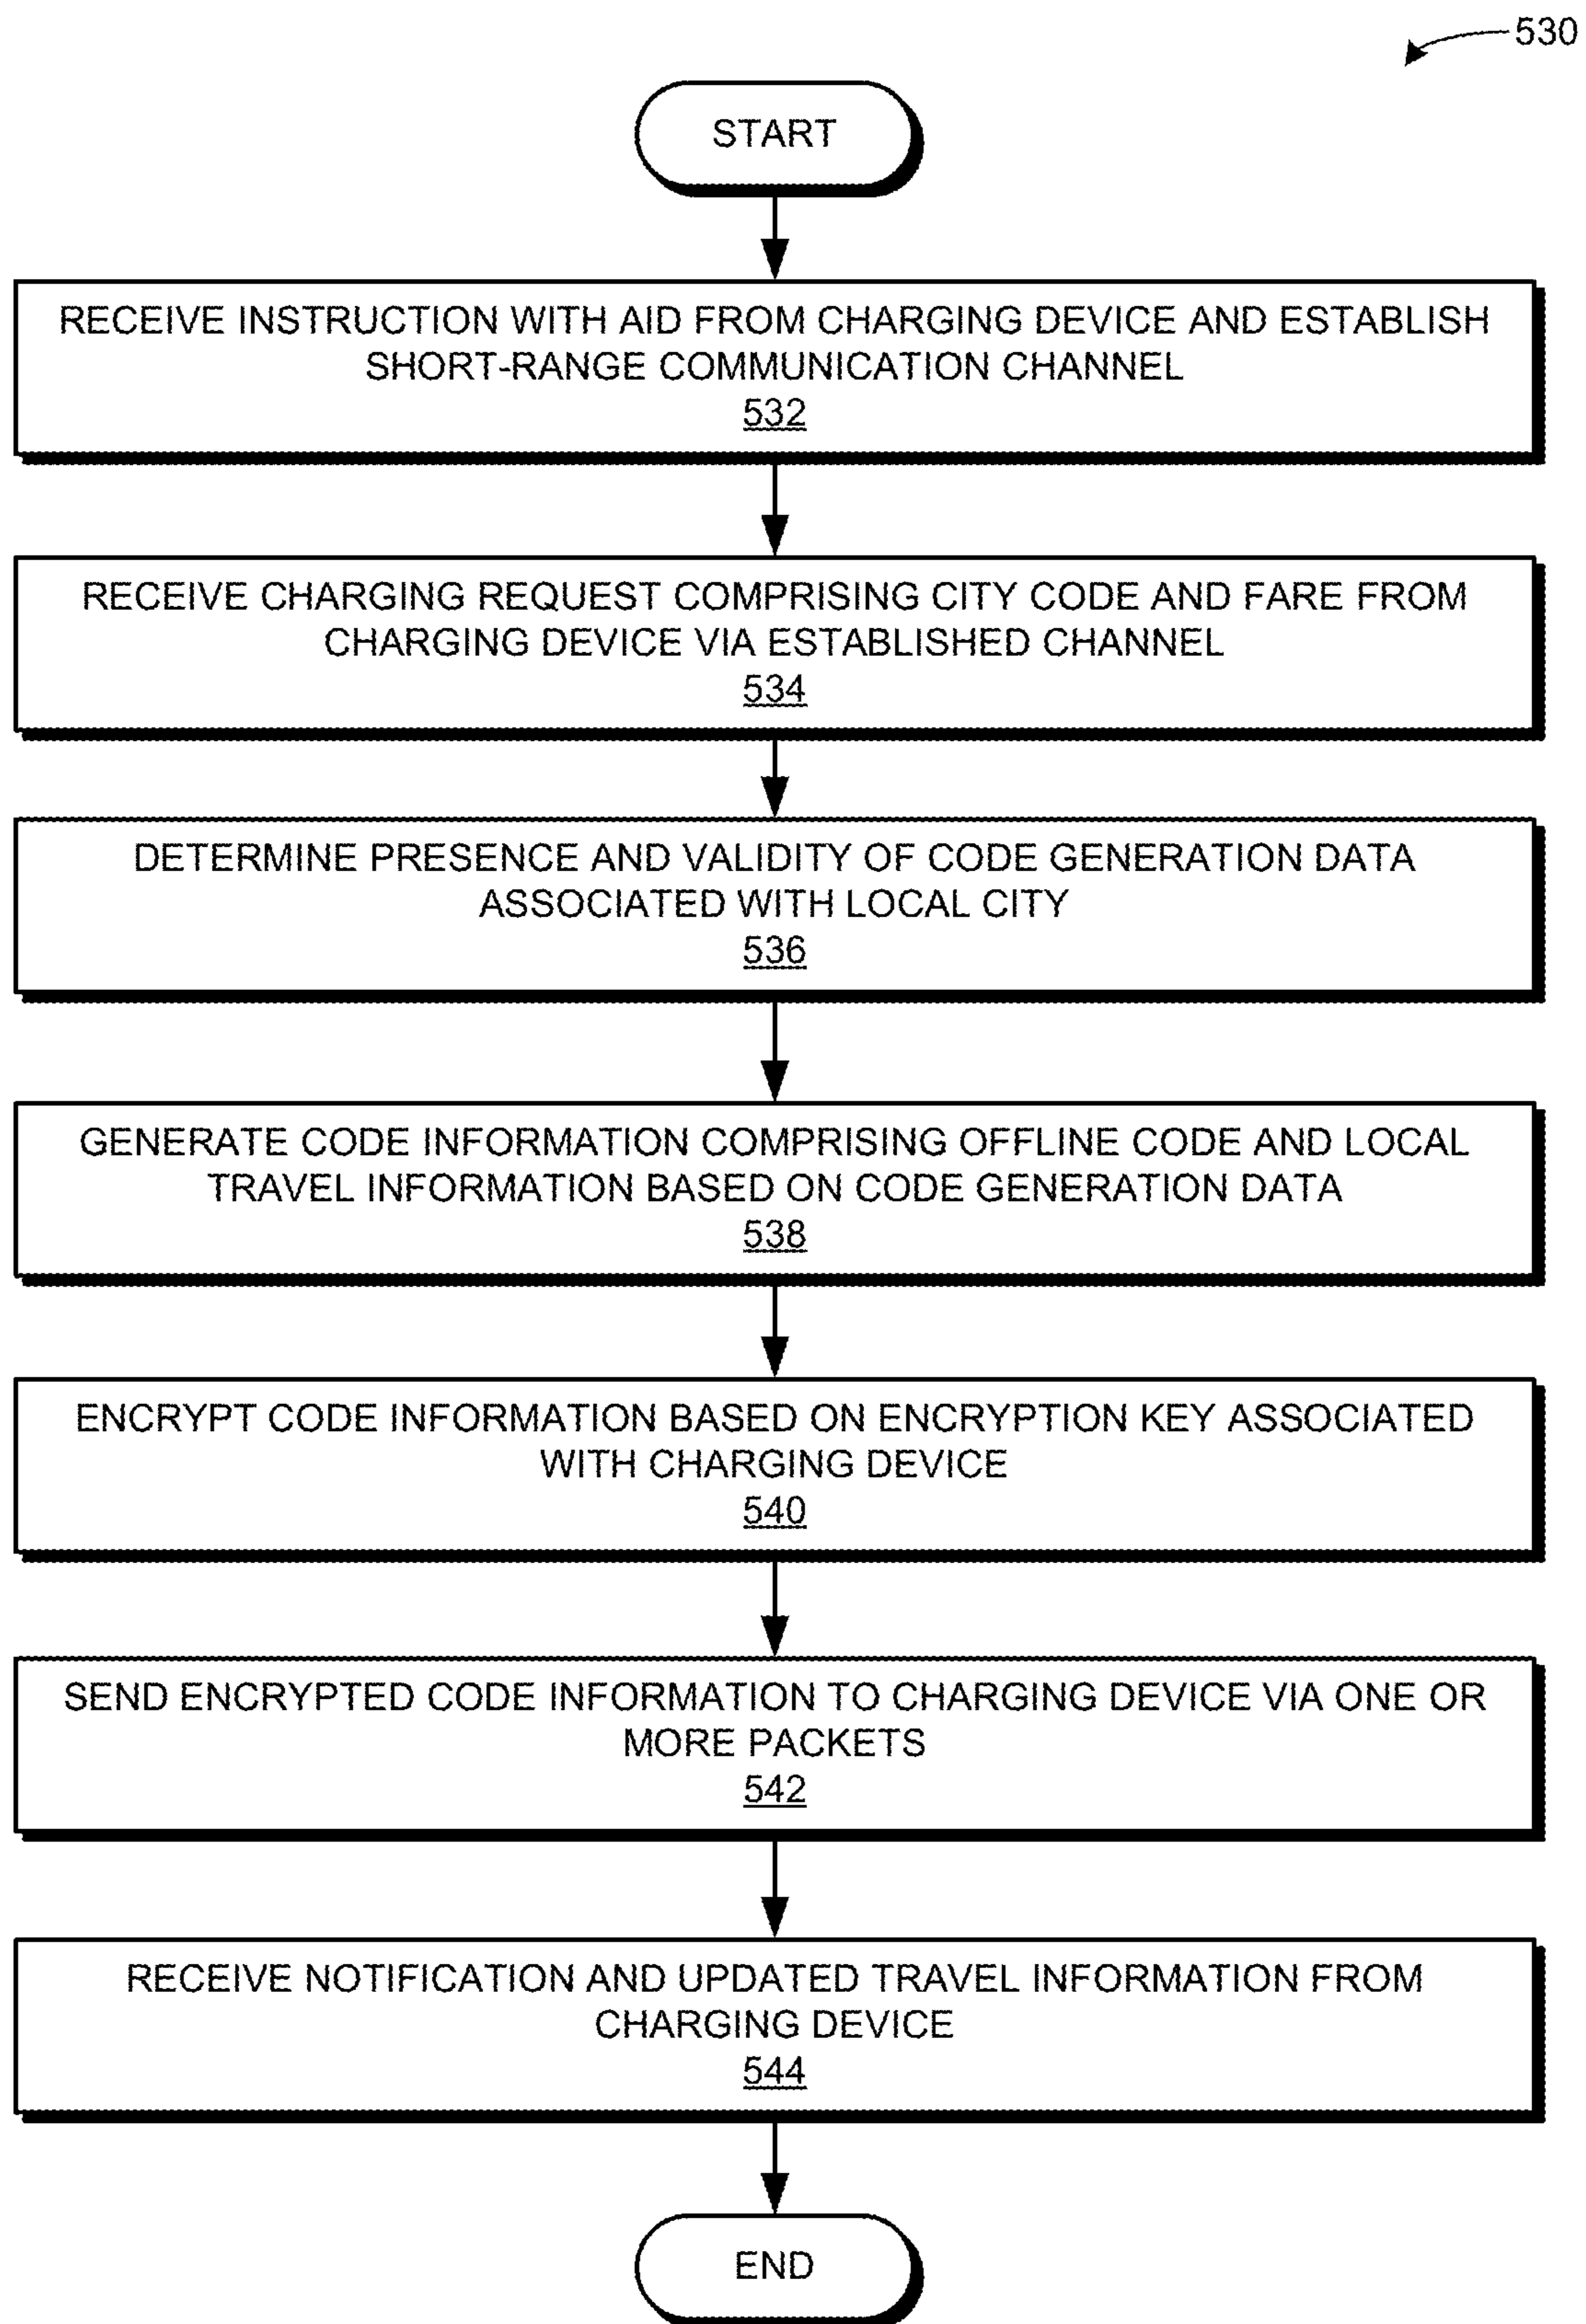 530
START
RECEIVE INSTRUCTION WITH AID FROM CHARGING DEVICE AND ESTABLISH
SHORT-RANGE COMMUNICATION CHANNEL
532
RECEIVE CHARGING REQUEST COMPRISING CITY CODE AND FARE FROM
CHARGING DEVICE VIA ESTABLISHED CHANNEL
534
DETERMINE PRESENCE AND VALIDITY OF CODE GENERATION DATA
ASSOCIATED WITH LOCAL CITY
536
GENERATE CODE INFORMATION COMPRISING OFFLINE CODE AND LOCAL
TRAVEL INFORMATION BASED ON CODE GENERATION DATA
538
ENCRYPT CODE INFORMATION BASED ON ENCRYPTION KEY ASSOCIATED
WITH CHARGING DEVICE
540
SEND ENCRYPTED CODE INFORMATION TO CHARGING DEVICE VIA ONE OR
MORE PACKETS
542
RECEIVE NOTIFICATION AND UPDATED TRAVEL INFORMATION FROM
CHARGING DEVICE
544
END